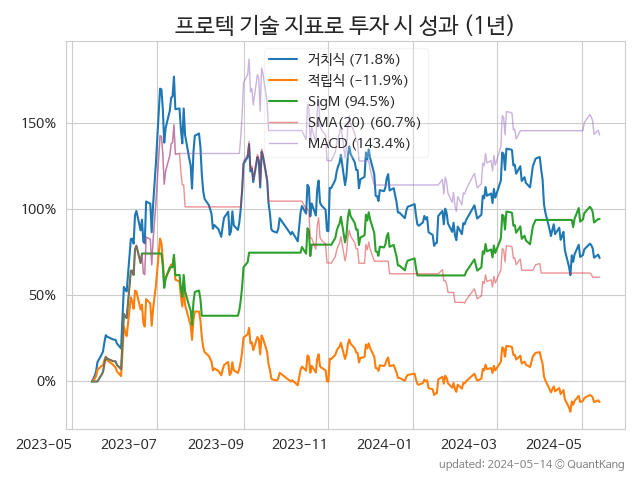 프로텍 기술 지표로 투자 시 성과 (1년)
거치식 (71.8%)
적립식 (−11.9%)
SigM (94.5%)
SMA(20) (60.7%)
MACD (143.4%)
150%
100%
50%
0%
2023-05 2023-07 2023-09 2023-11 2024-01 2024-03 2024-05
updated: 2024-05-14 © QuantKang